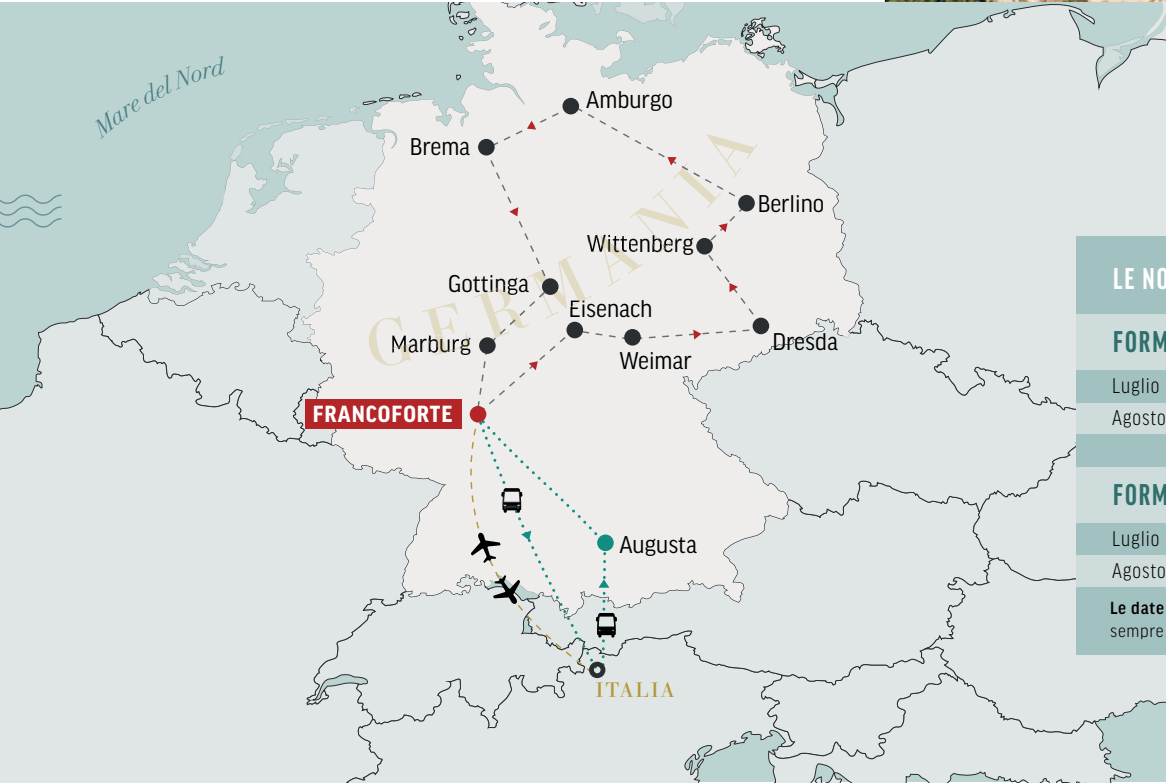 Mare del Nord
Amburgo
Brema
GERMANIA
Berlino
Wittenberg
Gottinga
Eisenach
Marburg
Weimar
Dresda
FRANCOFORTE
Augusta
ITALIA
LE NO
FORM
Luglio
Agosto
FORM
Luglio
Agosto
Le date
sempre